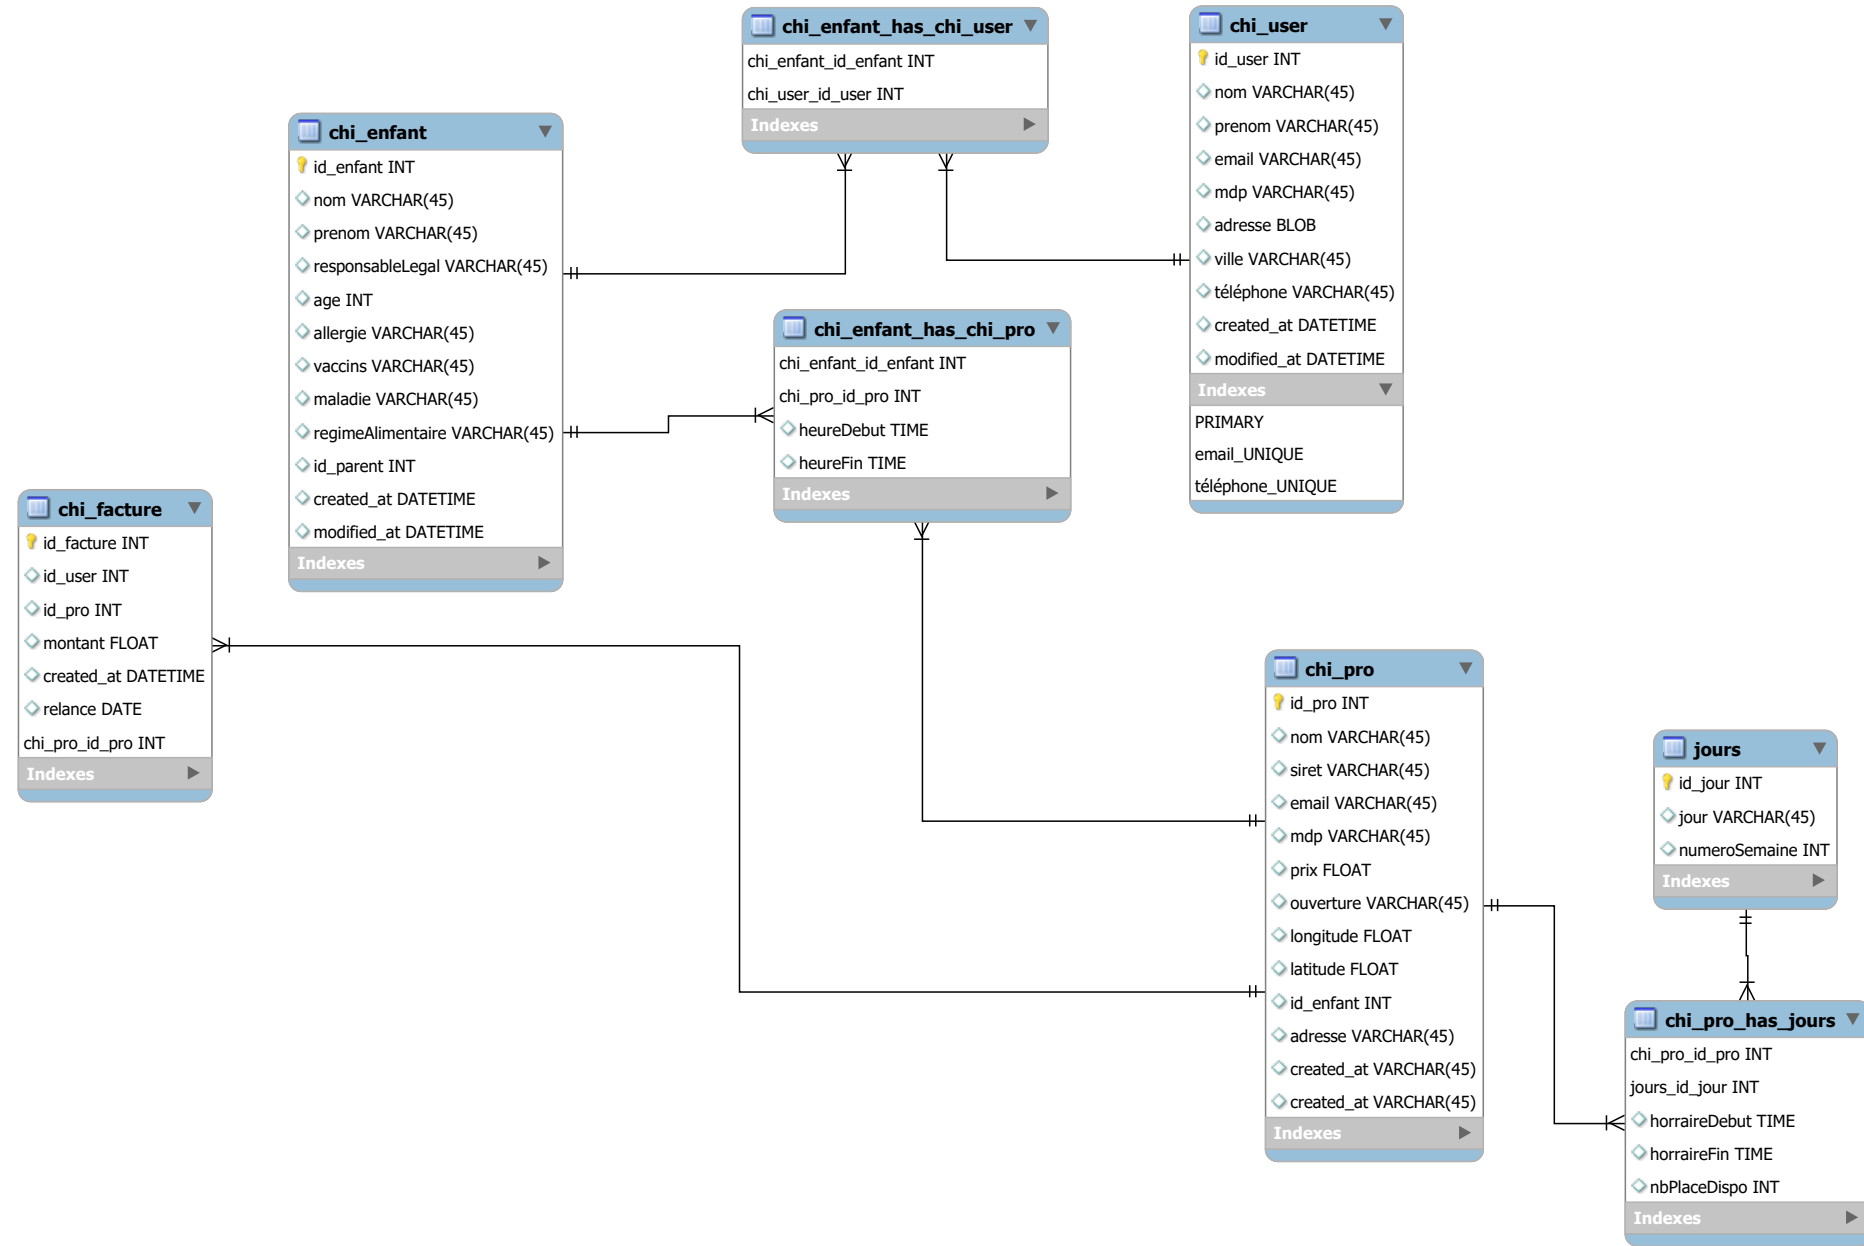 chi_enfant_has_chi_user
chi_enfant_id_enfant INT
chi_user_id_user INT
Indexes
chi_user
id_user INT
nom VARCHAR(45)
prenom VARCHAR(45)
email VARCHAR(45)
mdp VARCHAR(45)
adresse BLOB
ville VARCHAR(45)
téléphone VARCHAR(45)
created_at DATETIME
modified_at DATETIME
Indexes
PRIMARY
email_UNIQUE
téléphone_UNIQUE
chi_enfant
id_enfant INT
nom VARCHAR(45)
prenom VARCHAR(45)
responsableLegal VARCHAR(45)
age INT
allergie VARCHAR(45)
vaccins VARCHAR(45)
maladie VARCHAR(45)
regimeAlimentaire VARCHAR(45)
id_parent INT
created_at DATETIME
modified_at DATETIME
Indexes
chi_enfant_has_chi_pro
chi_enfant_id_enfant INT
chi_pro_id_pro INT
heureDebut TIME
heureFin TIME
Indexes
chi_facture
id_facture INT
id_user INT
id_pro INT
montant FLOAT
created_at DATETIME
relance DATE
chi_pro_id_pro INT
Indexes
chi_pro
id_pro INT
nom VARCHAR(45)
siret VARCHAR(45)
email VARCHAR(45)
mdp VARCHAR(45)
prix FLOAT
ouverture VARCHAR(45)
longitude FLOAT
latitude FLOAT
id_enfant INT
adresse VARCHAR(45)
created_at VARCHAR(45)
created_at VARCHAR(45)
Indexes
jours
id_jour INT
jour VARCHAR(45)
numeroSemaine INT
Indexes
chi_pro_has_jours
chi_pro_id_pro INT
jours_id_jour INT
horraireDebut TIME
horraireFin TIME
nbPlaceDispo INT
Indexes